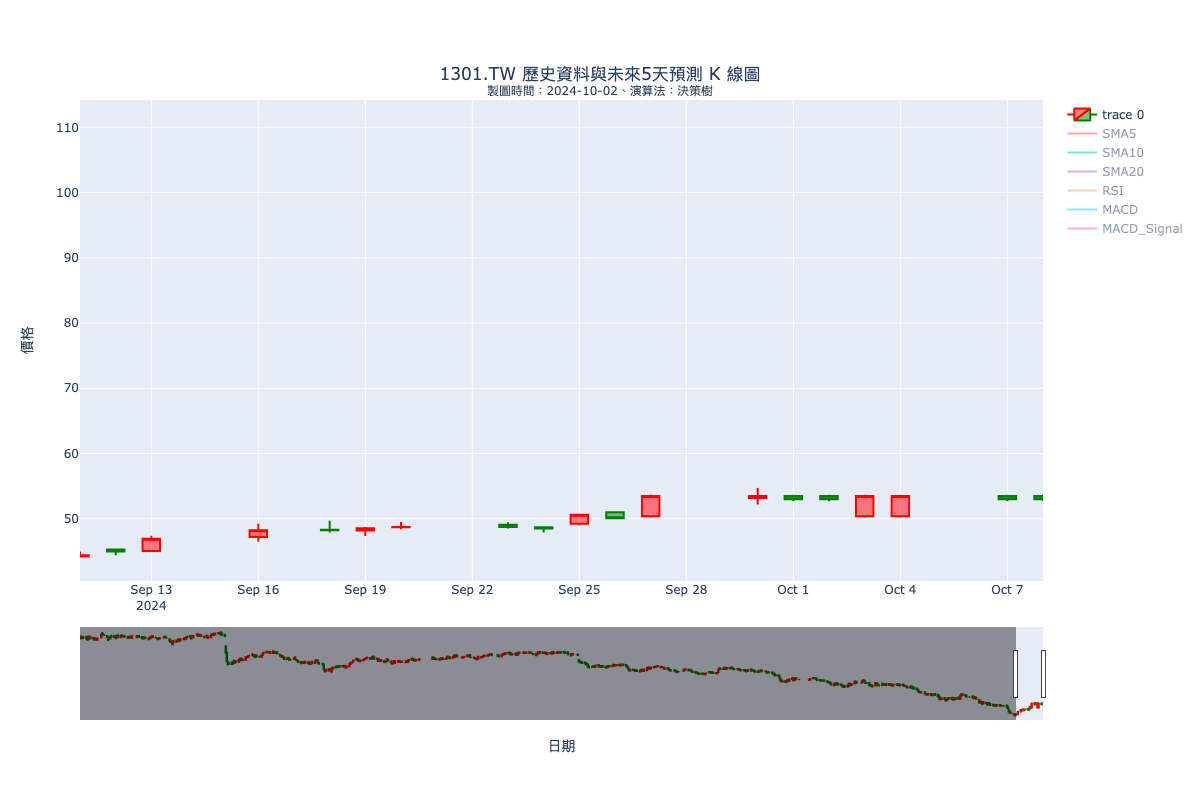 1301.TW 歷史資料與未來5天預測 K 線圖
製圖時間：2024-10-02、演算法：決策樹
trace 0
SMA5
SMA10
SMA20
RSI
MACD
MACD_Signal
110
100
90
80
70
60
50
價格
Sep 13
2024
Sep 16
Sep 19
Sep 22
Sep 25
Sep 28
Oct 1
Oct 4
Oct 7
日期